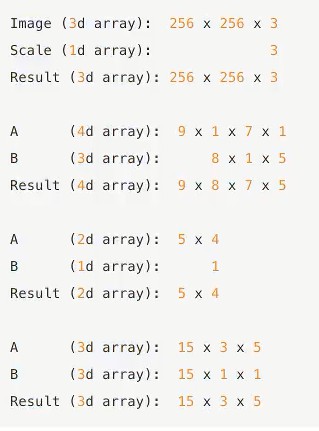 Image (3d array): 256 x 256 x 3
Scale (1d array): 3
Result (3d array): 256 x 256 x 3
A (4d array): 9 x 1 x 7 x 1
B (3d array): 8 x 1 x 5
Result (4d array): 9 x 8 x 7 x 5
A (2d array): 5 x 4
B (1d array): 1
Result (2d array): 5 x 4
A (3d array): 15 x 3 x 5
B (3d array): 15 x 1 x 1
Result (3d array): 15 x 3 x 5